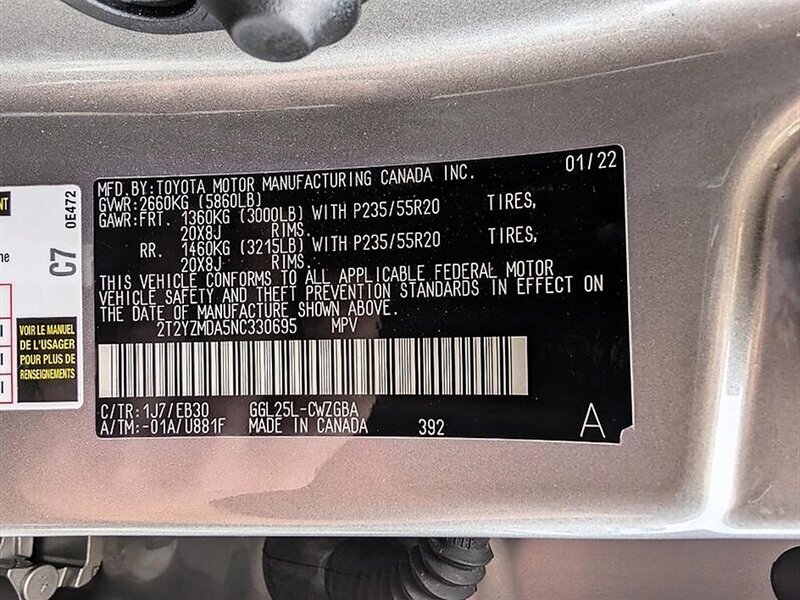 MFD.BY:TOYOTA MOTOR MANUFACTURING CANADA INC. 01/22
GVWR:2660KG (5860LB)
GAWR:FRT. 1360KG (3000LB) WITH P235/55R20 TIRES,
20X8J RIMS.
RR. 1460KG (3215LB) WITH P235/55R20 TIRES,
20X8J RIMS.
THIS VEHICLE CONFORMS TO ALL APPLICABLE FEDERAL MOTOR
VEHICLE SAFETY AND THEFT PREVENTION STANDARDS IN EFFECT ON
THE DATE OF MANUFACTURE SHOWN ABOVE.
2T2YZMDA5NC330695 MPV
C/TR:1J7/EB30 GGL25L-CWZGBA
A/TM:-01A/U881F MADE IN CANADA 392 A
0E472
C7
VOIR LE MANUEL
DE L'USAGER
POUR PLUS DE
RENSEIGNEMENTS